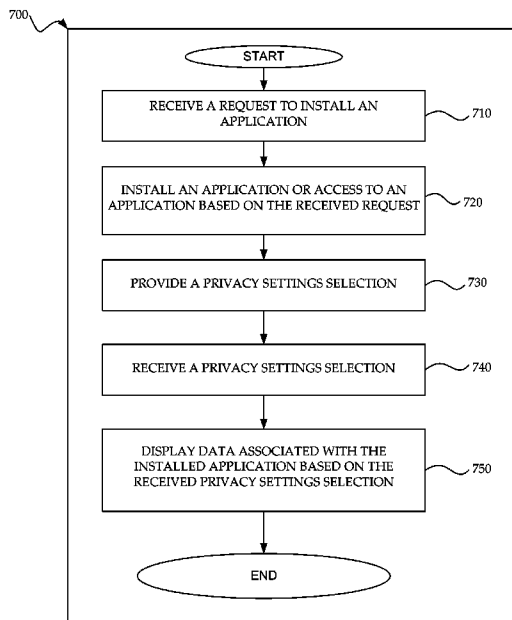 700
START
RECEIVE A REQUEST TO INSTALL AN
APPLICATION
710
INSTALL AN APPLICATION OR ACCESS TO AN
APPLICATION BASED ON THE RECEIVED REQUEST
720
PROVIDE A PRIVACY SETTINGS SELECTION
730
RECEIVE A PRIVACY SETTINGS SELECTION
740
DISPLAY DATA ASSOCIATED WITH THE
INSTALLED APPLICATION BASED ON THE
RECEIVED PRIVACY SETTINGS SELECTION
750
END